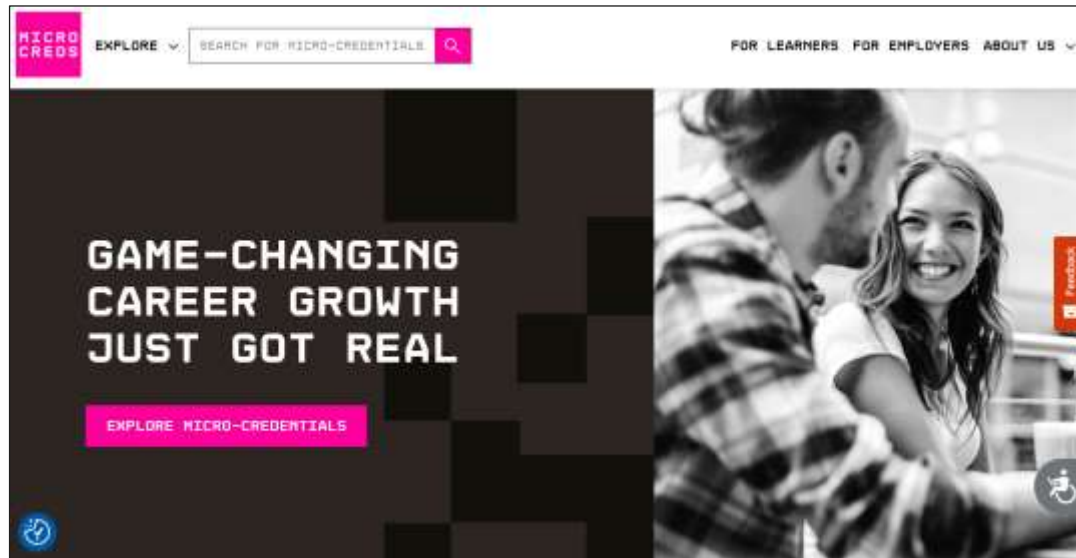 MICRO
CREDS
EXPLORE
SEARCH FOR MICRO-CREDENTIALS
FOR LEARNERS FOR EMPLOYERS ABOUT US
GAME-CHANGING
CAREER GROWTH
JUST GOT REAL
EXPLORE MICRO-CREDENTIALS
Feedback